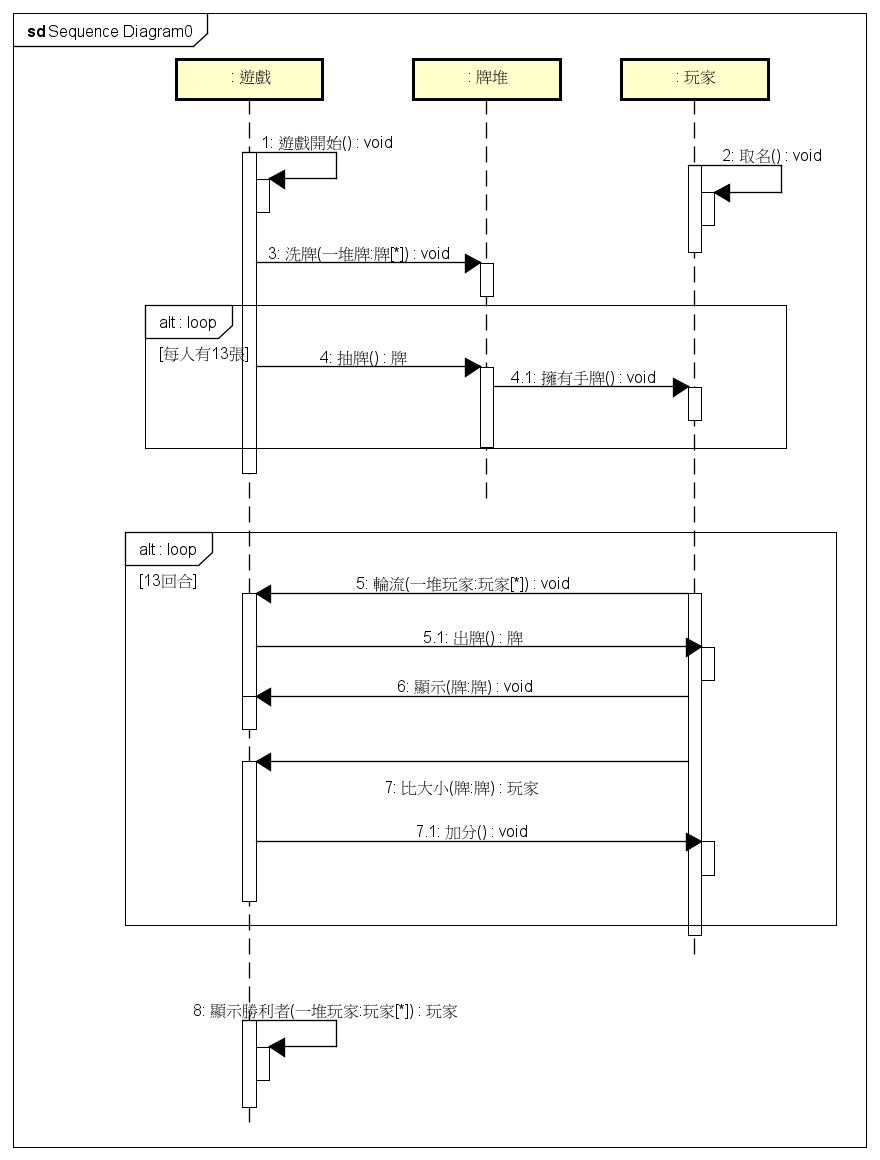 sd Sequence Diagram0
: 遊戲
: 牌堆
: 玩家
1: 遊戲開始() : void
2: 取名() : void
3: 洗牌(一堆牌:牌[*]) : void
alt : loop
[每人有13張]
4: 抽牌() : 牌
4.1: 擁有手牌() : void
alt : loop
[13回合]
5: 輪流(一堆玩家:玩家[*]) : void
5.1: 出牌() : 牌
6: 顯示(牌:牌) : void
7: 比大小(牌:牌) : 玩家
7.1: 加分() : void
8: 顯示勝利者(一堆玩家:玩家[*]) : 玩家